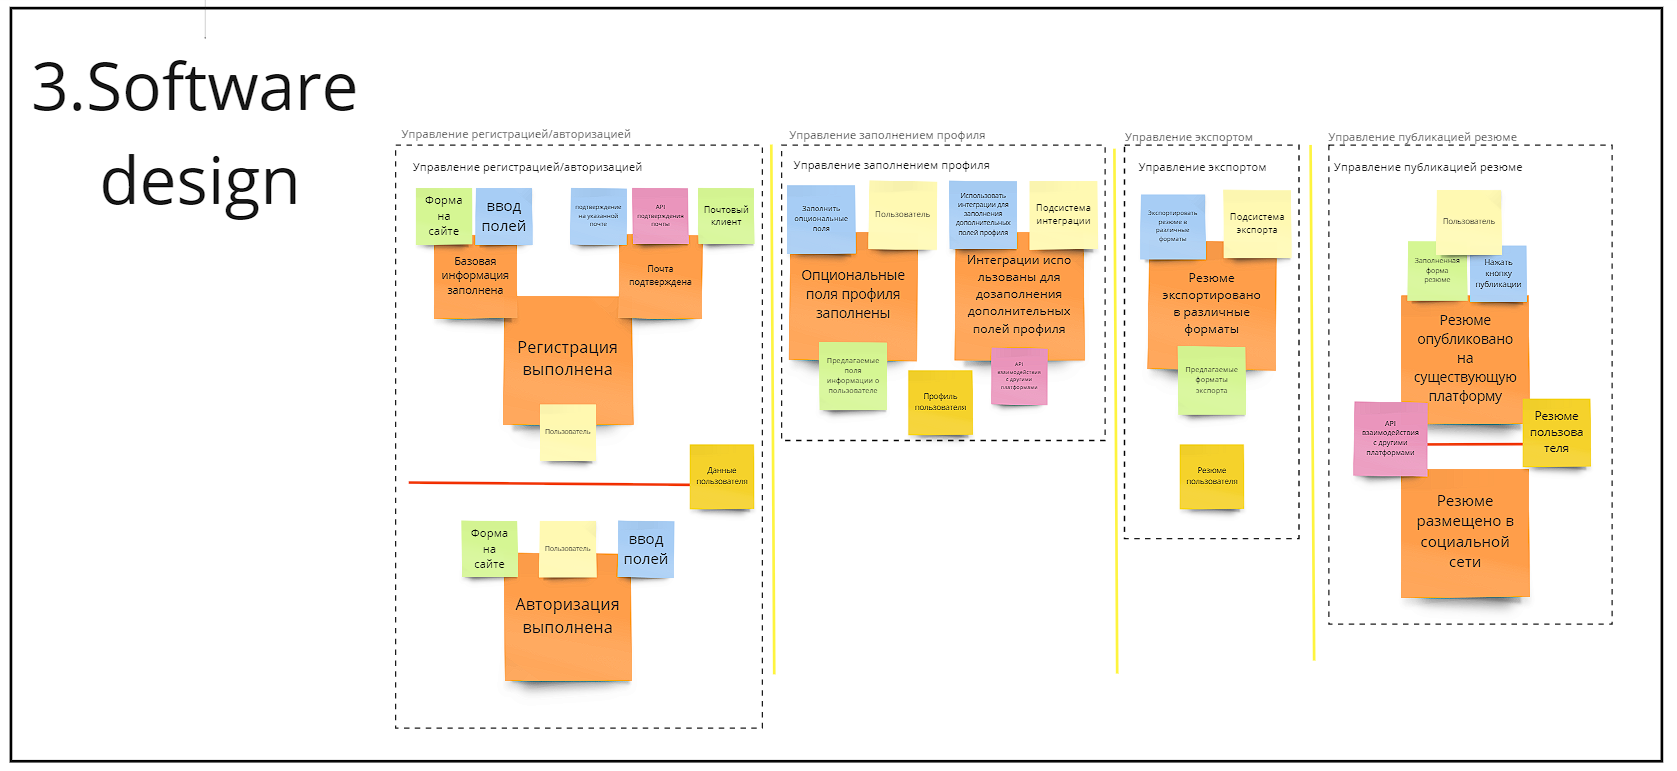 3.Software
design
Управление регистрацией/авторизацией
Управление регистрацией/авторизацией
Форма
на
сайте
ввод
полей
подтверждение
на указанной
почте
API
подтверждения
почты
Почтовый
клиент
Базовая
информация
заполнена
Почта
подтверждена
Регистрация
выполнена
Пользователь
Данные
пользователя
Форма
на
сайте
Пользователь
ввод
полей
Авторизация
выполнена
Управление заполнением профиля
Управление заполнением профиля
Заполнить
опциональные
поля
Пользователь
Использовать
интеграции для
заполнения
дополнительных
полей профиля
Подсистема
интеграции
Опциональные
поля профиля
заполнены
Интеграции испо
льзованы для
дозаполнения
дополнительных
полей профиля
Предлагаемые
поля
информации о
пользователе
Профиль
пользователя
API
взаимодействия
с другими
платформами
Управление экспортом
Управление экспортом
Экспортировать
резюме в
различные
форматы
Подсистема
экспорта
Резюме
экспортировано
в различные
форматы
Предлагаемые
форматы
экспорта
Резюме
пользователя
Управление публикацией резюме
Управление публикацией резюме
Пользователь
Заполненная
форма
резюме
Нажать
кнопку
публикации
Резюме
опубликовано
на
существующую
платформу
API
взаимодействия
с другими
платформами
Резюме
пользова
теля
Резюме
размещено в
социальной
сети